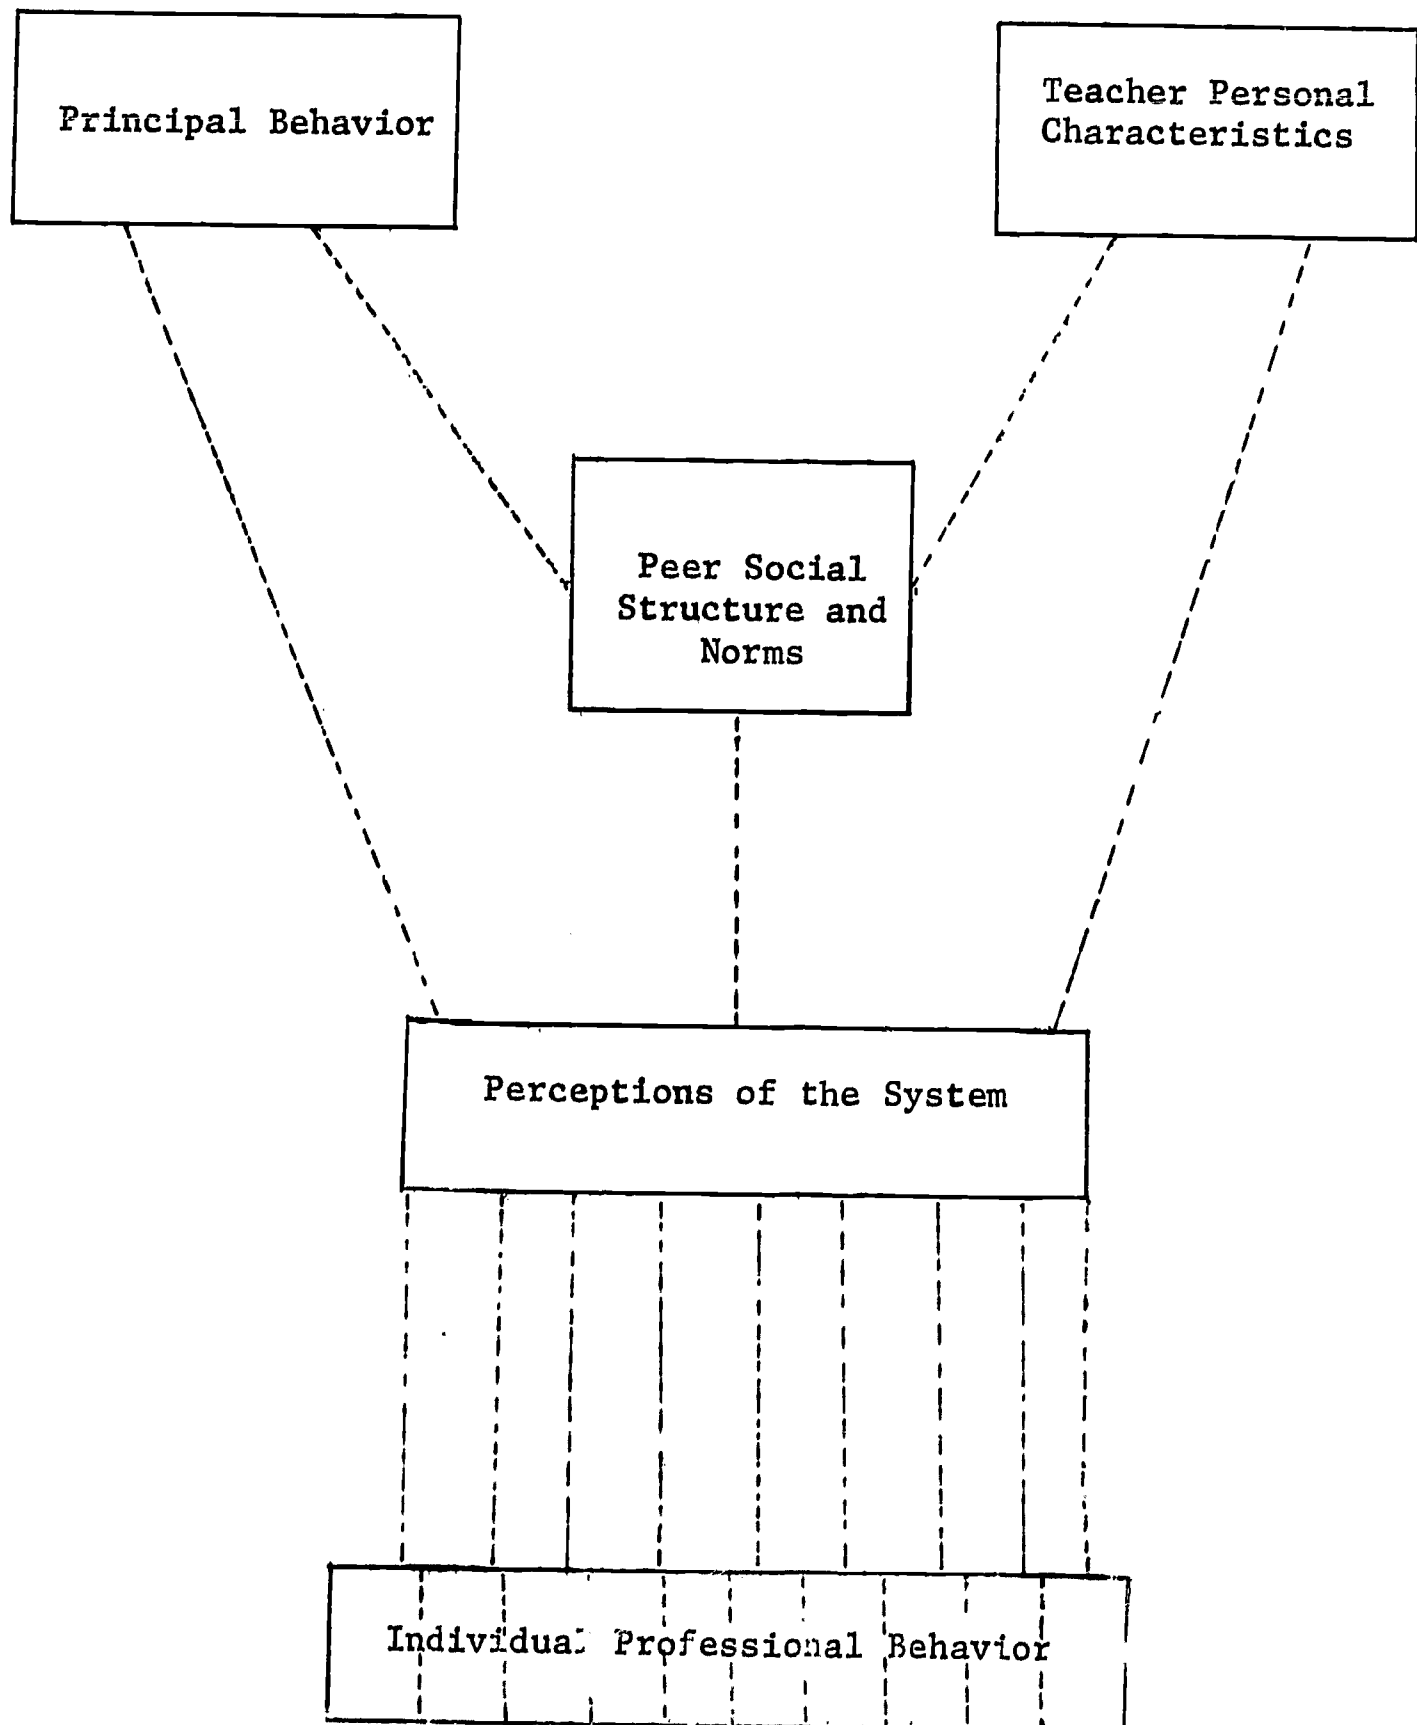 Principal Behavior
Teacher Personal
Characteristics
Peer Social
Structure and
Norms
Perceptions of the System
Individual Professional Behavior